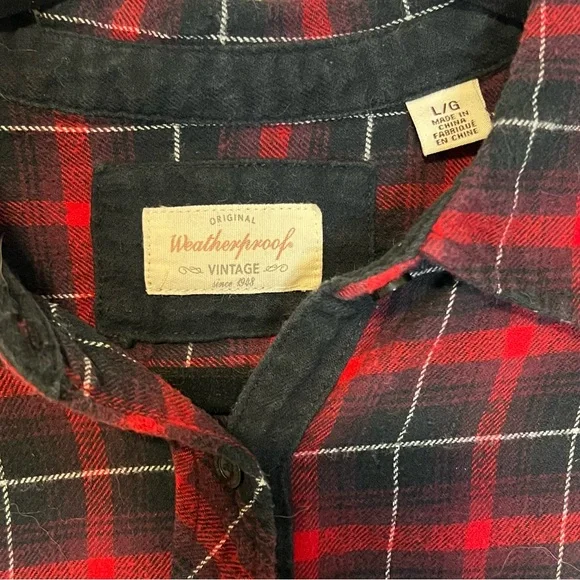 L/G
MADE IN
CHINA
FABRIQUÉ
EN CHINE
ORIGINAL
Weatherproof®
VINTAGE
since 1948